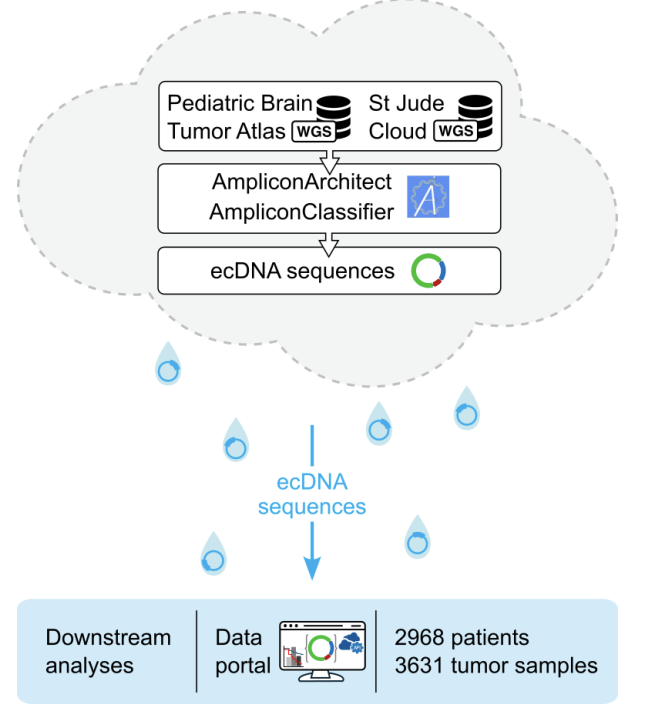 Pediatric Brain
Tumor Atlas WGS
St Jude
Cloud WGS
AmpliconArchitect
AmpliconClassifier
A
ecDNA sequences
ecDNA
sequences
Downstream
analyses
Data
portal
2968 patients
3631 tumor samples